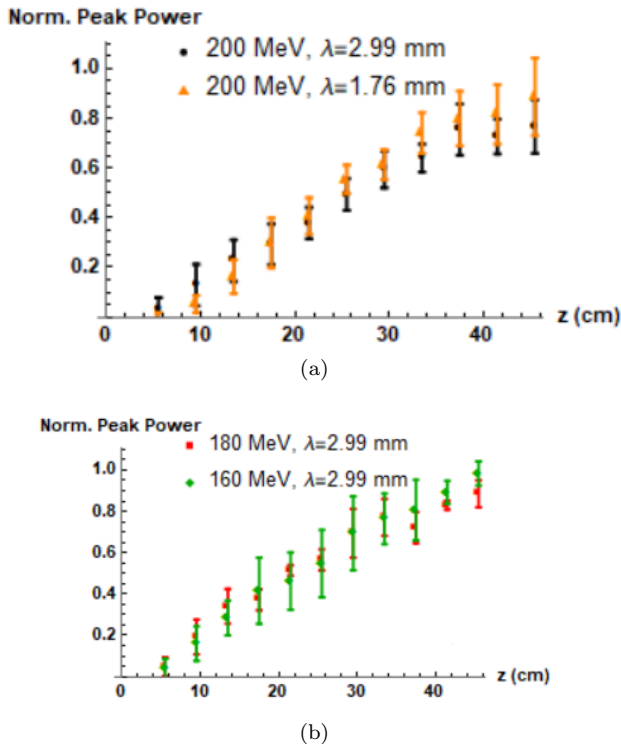 Norm. Peak Power
200 MeV, λ=2.99 mm
200 MeV, λ=1.76 mm
1.0
0.8
0.6
0.4
0.2
0
10
20
30
40
z (cm)
(a)
Norm. Peak Power
180 MeV, λ=2.99 mm
160 MeV, λ=2.99 mm
1.0
0.8
0.6
0.4
0.2
0
10
20
30
40
z (cm)
(b)